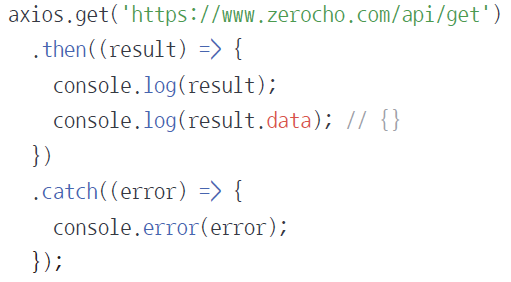 axios.get('https://www.zerocho.com/api/get')
  .then((result) => {
    console.log(result);
    console.log(result.data); // {}
  })
  .catch((error) => {
    console.error(error);
  });